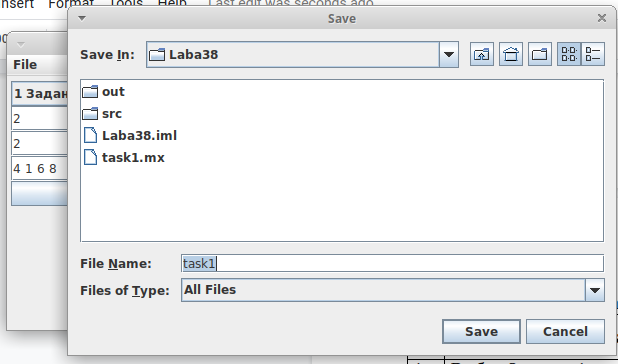 nsert Format Tools Help Last edit was seconds ago
Save
File
Save In: Laba38
1 Задан
2
2
4 1 6 8
out
src
Laba38.iml
task1.mx
File Name: task1
Files of Type: All Files
Save Cancel